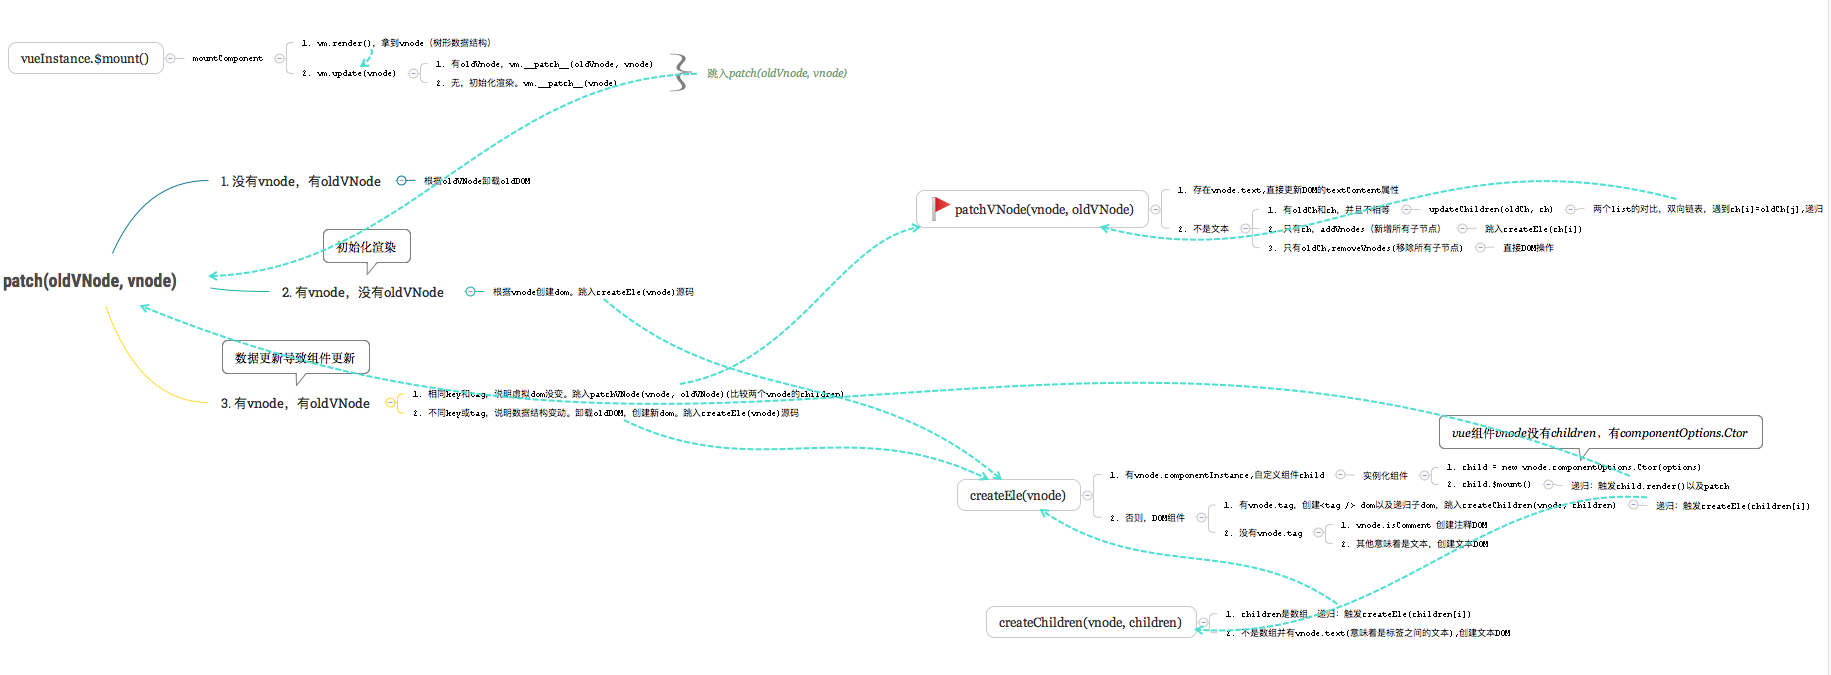 vueInstance.$mount()
mountComponent
1. vm.render(), 拿到vnode（树形数据结构）
2. vm.update(vnode)
1. 有oldVnode, vm.__patch__(oldVnode, vnode)
2. 无, 初始化渲染。vm.__patch__(vnode)
跳入patch(oldVnode, vnode)
patch(oldVNode, vnode)
1. 没有vnode，有oldVNode
根据oldVNode卸载oldDOM
初始化渲染
2. 有vnode，没有oldVNode
根据vnode创建dom。跳入createEle(vnode)源码
数据更新导致组件更新
3. 有vnode，有oldVNode
1. 相同key和tag, 说明虚拟dom没变。跳入patchVNode(vnode, oldVNode)(比较两个vnode的children)
2. 不同key或tag, 说明数据结构变动。卸载oldDOM, 创建新dom。跳入createEle(vnode)源码
patchVNode(vnode, oldVNode)
1. 存在vnode.text,直接更新DOM的textContent属性
2. 不是文本
1. 有oldCh和ch, 并且不相等
updateChildren(oldCh, ch)
两个list的对比, 双向链表, 遇到ch[i]=oldCh[j],递归
2. 只有ch, addVnodes（新增所有子节点）
跳入createEle(ch[i])
3. 只有oldCh,removeVnodes(移除所有子节点)
直接DOM操作
vue组件vnode没有children，有componentOptions.Ctor
createEle(vnode)
1. 有vnode.componentInstance,自定义组件child
实例化组件
1. child = new vnode.componentOptions.Ctor(options)
2. child.$mount()
递归: 触发child.render()以及patch
2. 否则, DOM组件
1. 有vnode.tag, 创建<tag /> dom以及递归子dom, 跳入createChildren(vnode, children)
递归: 触发createEle(children[i])
2. 没有vnode.tag
1. vnode.isComment 创建注释DOM
2. 其他意味着是文本, 创建文本DOM
createChildren(vnode, children)
1. children是数组, 递归: 触发createEle(children[i])
2. 不是数组并有vnode.text(意味着是标签之间的文本),创建文本DOM